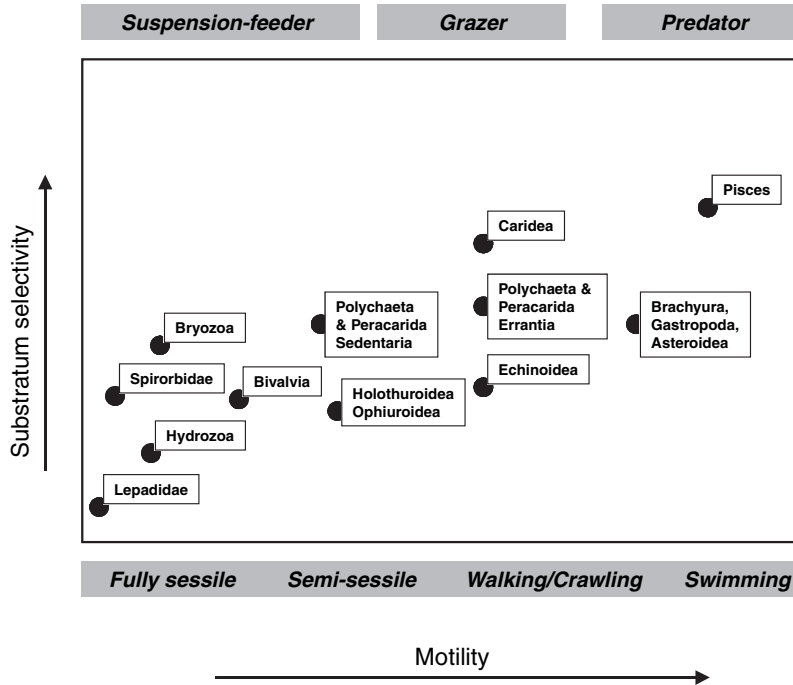 Suspension-feeder
Grazer
Predator
Pisces
Caridea
Polychaeta &
Peracarida
Errantia
Polychaeta
& Peracarida
Sedentaria
Brachyura,
Gastropoda,
Asteroidea
Bryozoa
Spirorbidae
Bivalvia
Echinoidea
Holothuroidea
Ophiuroidea
Hydrozoa
Lepadidae
Substratum selectivity
Fully sessile
Semi-sessile
Walking/Crawling
Swimming
Motility